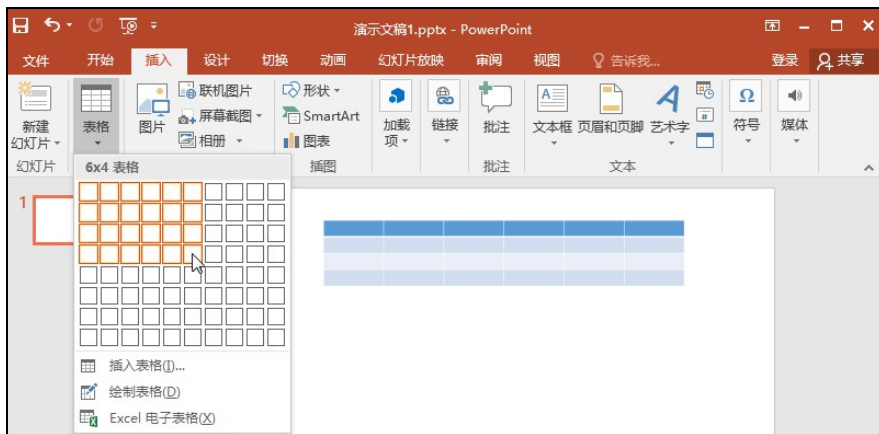 演示文稿1.pptx - PowerPoint
文件 开始 插入 设计 切换 动画 幻灯片放映 审阅 视图 告诉我... 登录 共享
新建
幻灯片
表格
图片
联机图片
屏幕截图
相册
形状
SmartArt
图表
加载
项
链接
批注
文本框
页眉和页脚
艺术字
符号
媒体
幻灯片
插图
批注
文本
6x4 表格
1
插入表格(I)...
绘制表格(D)
Excel 电子表格(X)